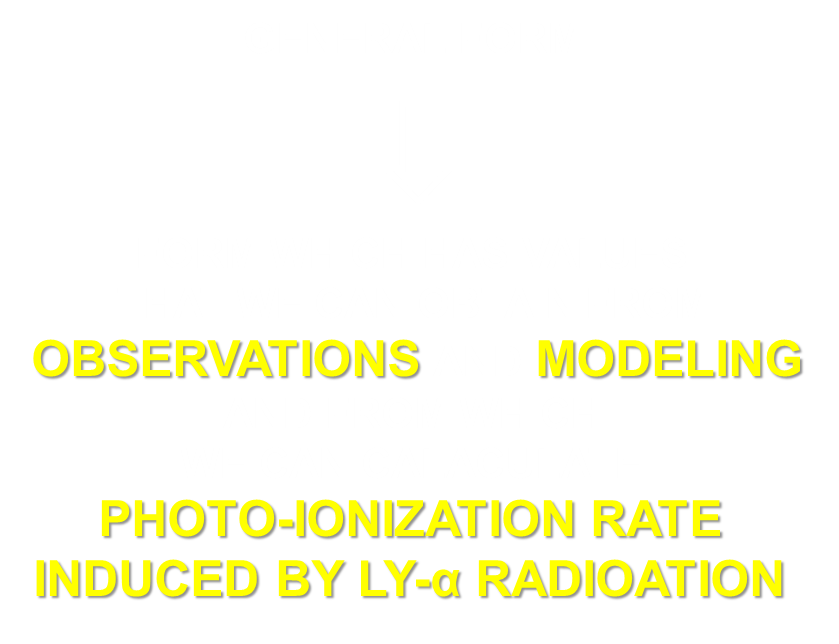 OBSERVATIONS MODELING
PHOTO-IONIZATION RATE
INDUCED BY LY-α RADIOATION